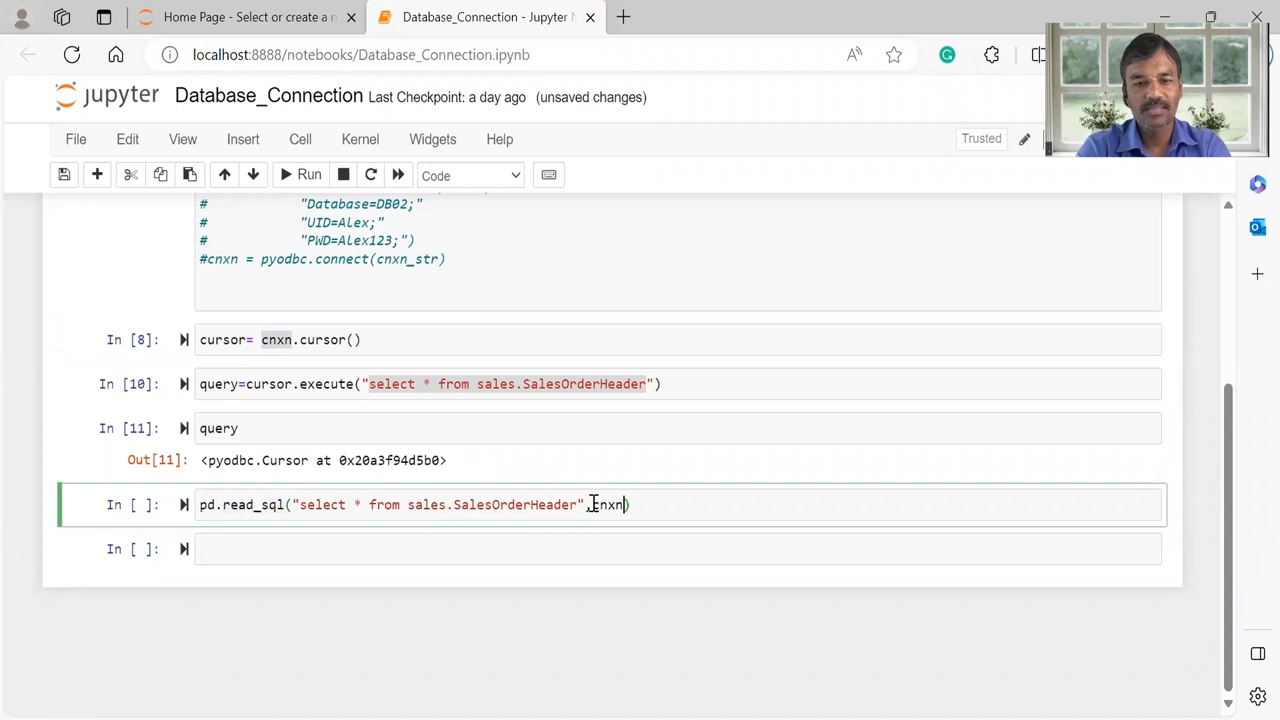 Home Page - Select or create a n
Database_Connection - Jupyter N
localhost:8888/notebooks/Database_Connection.ipynb
jupyter Database_Connection Last Checkpoint: a day ago (unsaved changes)
File Edit View Insert Cell Kernel Widgets Help Trusted
Run Code
# "Database=DB02;"
# "UID=Alex;"
# "PWD=Alex123;")
#cnxn = pyodbc.connect(cnxn_str)
In [8]: cursor= cnxn.cursor()
In [10]: query=cursor.execute("select * from sales.SalesOrderHeader")
In [11]: query
Out[11]: <pyodbc.Cursor at 0x20a3f94d5b0>
In [ ]: pd.read_sql("select * from sales.SalesOrderHeader",cnxn)
In [ ]: